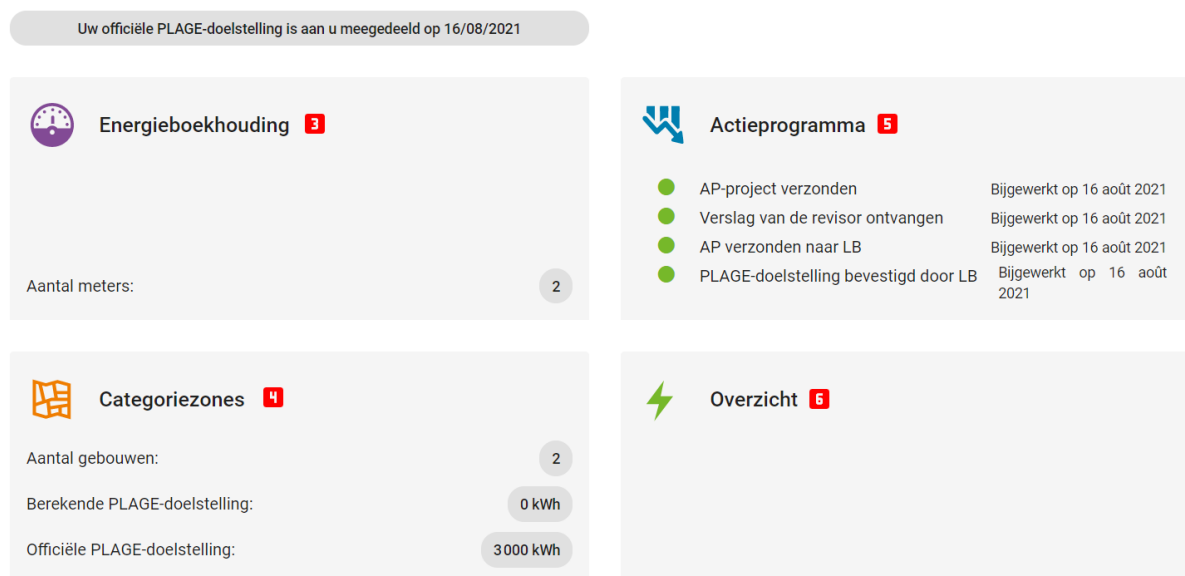 Uw officiële PLAGE-doelstelling is aan u meegedeeld op 16/08/2021
Energieboekhouding 3
Aantal meters: 2
Actieprogramma 5
AP-project verzonden Bijgewerkt op 16 août 2021
Verslag van de revisor ontvangen Bijgewerkt op 16 août 2021
AP verzonden naar LB Bijgewerkt op 16 août 2021
PLAGE-doelstelling bevestigd door LB Bijgewerkt op 16 août
2021
Categoriezones 4
Aantal gebouwen: 2
Berekende PLAGE-doelstelling: 0 kWh
Officiële PLAGE-doelstelling: 3 000 kWh
Overzicht 6